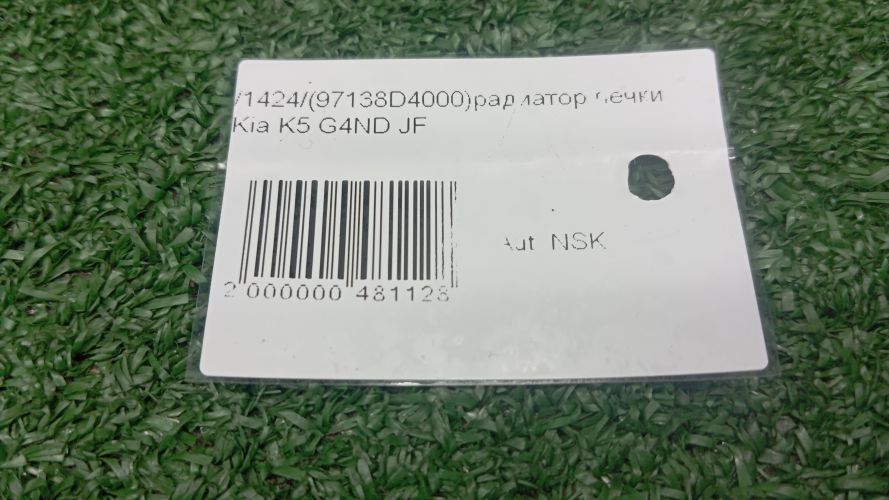 /1424/(97138D4000)радиатор печки
Kia K5 G4ND JF
2 000000 481128
NSK